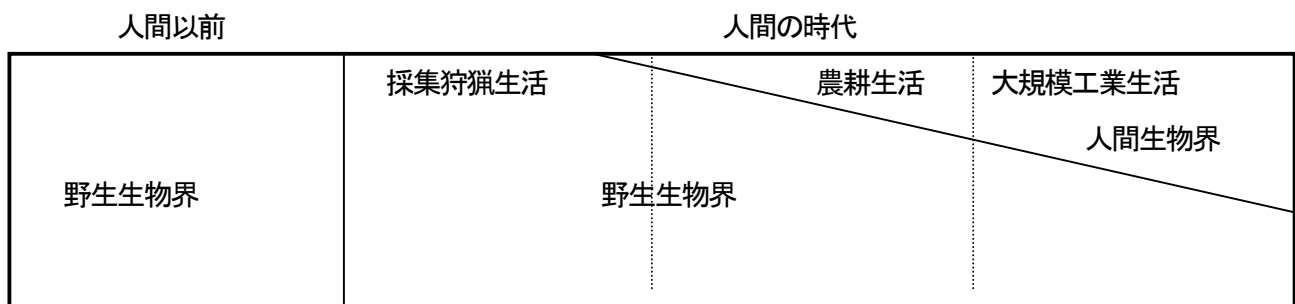 人間以前 人間の時代
採集狩猟生活 農耕生活 大規模工業生活
人間生物界
野生生物界 野生生物界